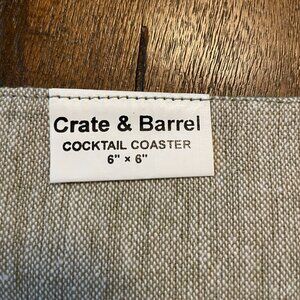 Crate & Barrel
COCKTAIL COASTER
6" × 6"